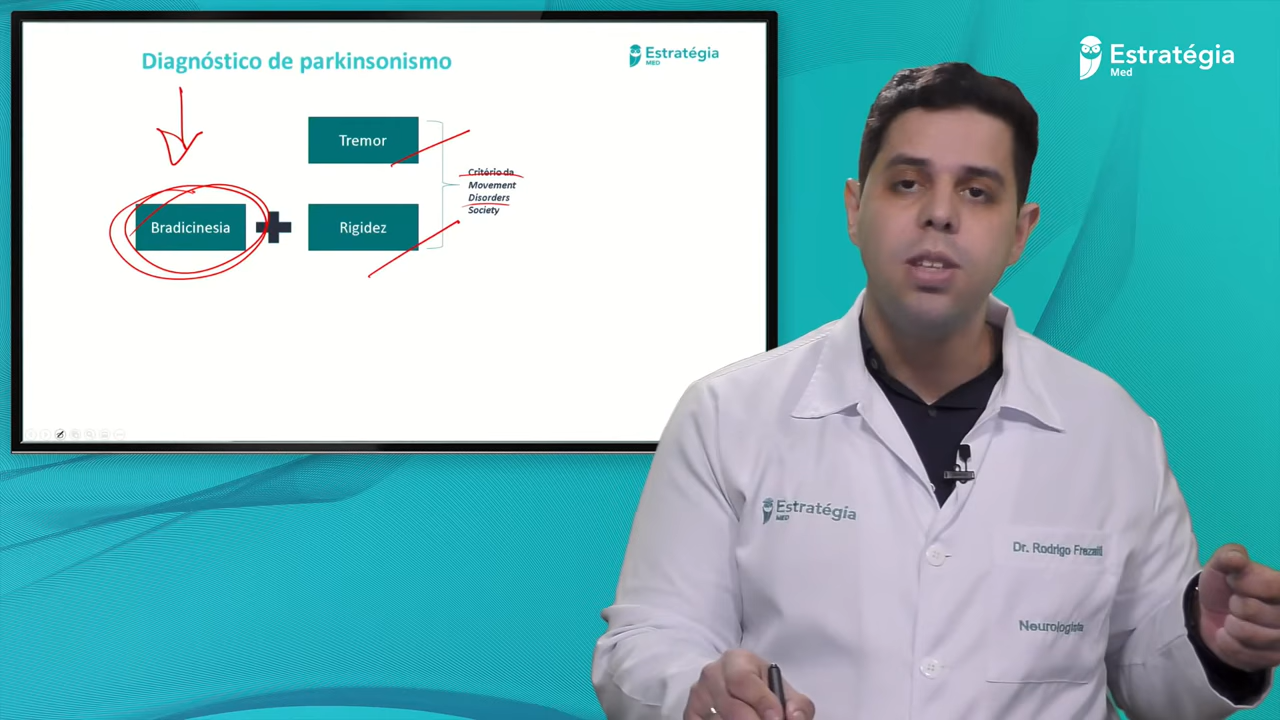 Diagnóstico de parkinsonismo
Estratégia
MED
Tremor
Bradicinesia
Rigidez
Critério da
Movement
Disorders
Society
Estratégia
Med
Estratégia
MED
Dr. Rodrigo
Neurologista